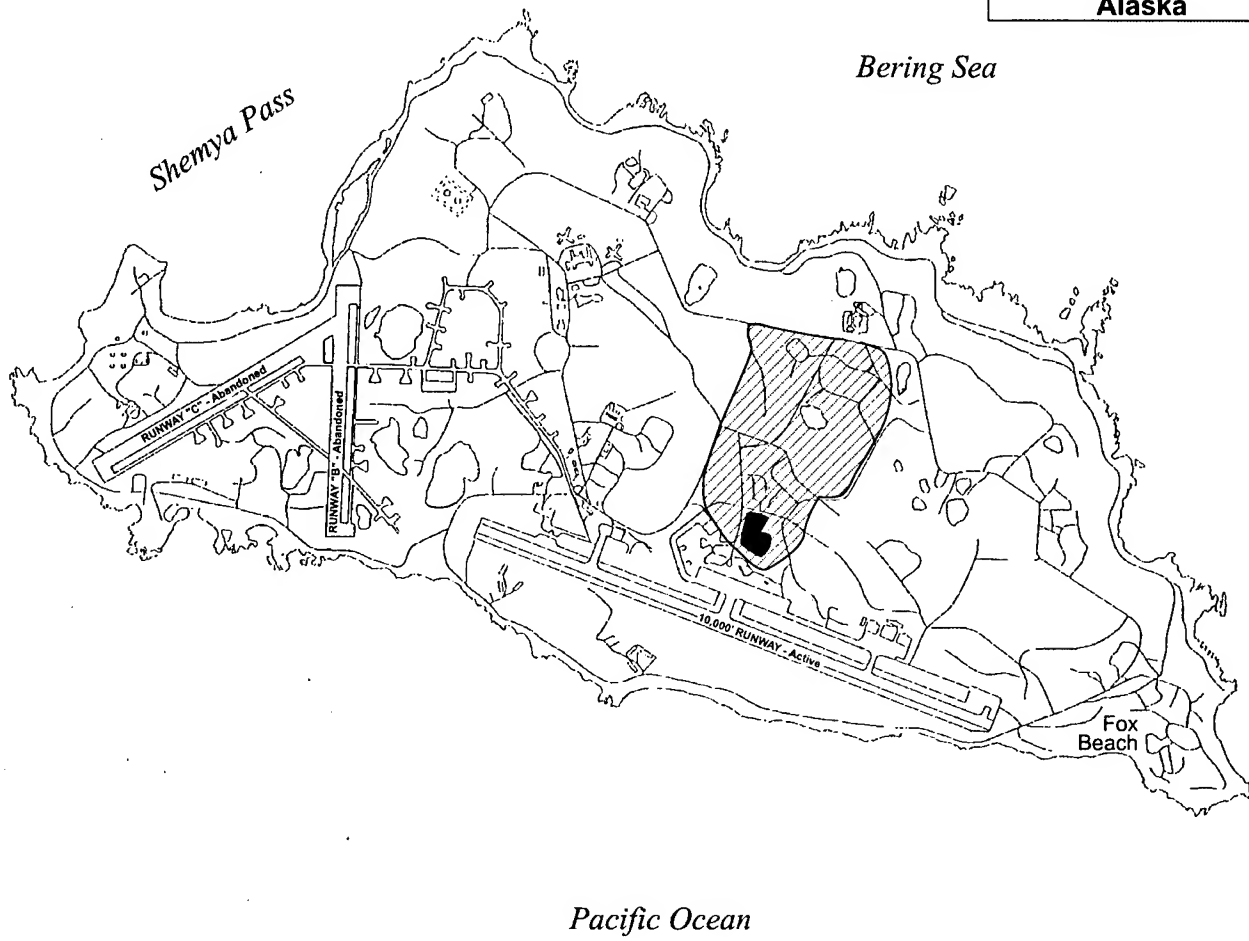 Alaska
Bering Sea
Shemya Pass
RUNWAY "C" - Abandoned
RUNWAY "B" - Abandoned
10,000' RUNWAY - Active
Fox
Beach
Pacific Ocean